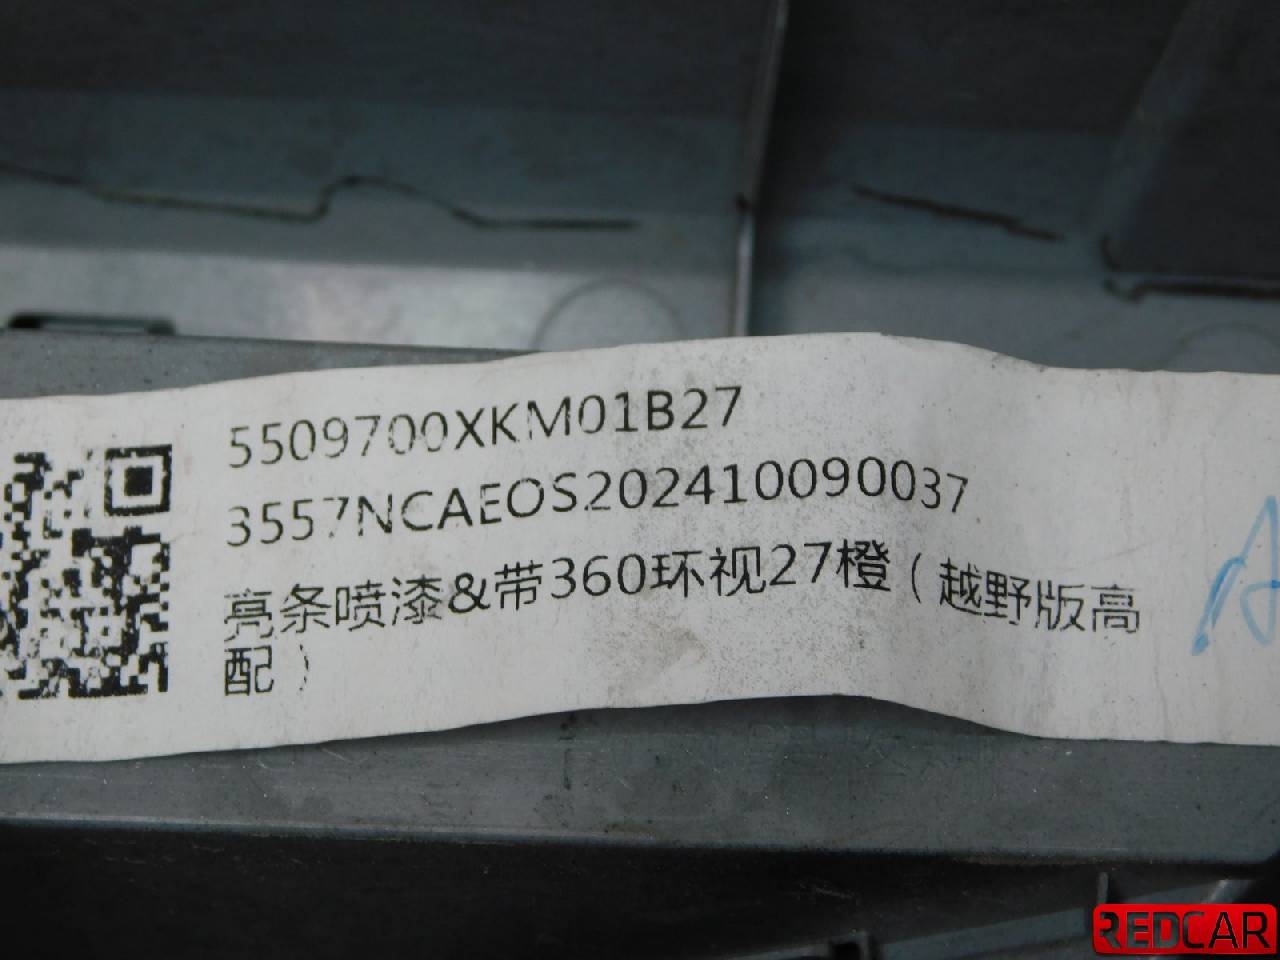 5509700XKM01B27
3557NCAEOS202410090037
亮条喷漆&带360环视27橙（越野版高
配）
A
REDCAR